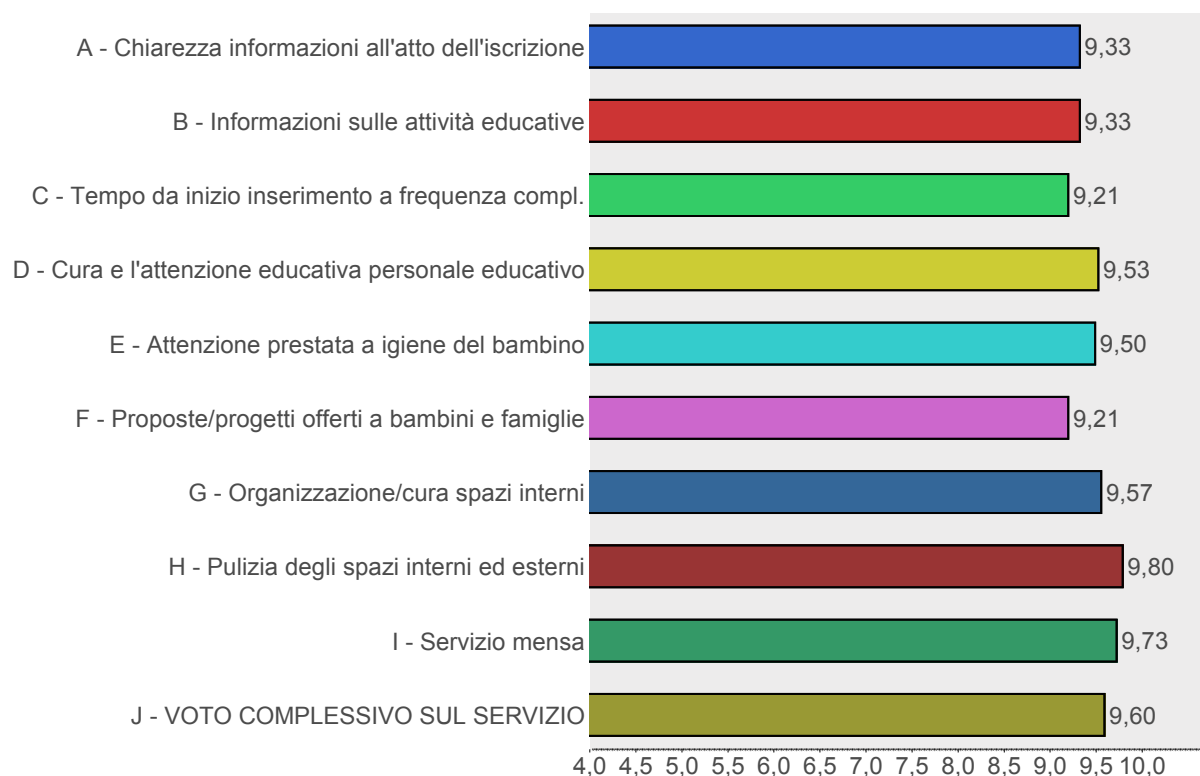 A - Chiarezza informazioni all'atto dell'iscrizione 9,33
B - Informazioni sulle attività educative 9,33
C - Tempo da inizio inserimento a frequenza compl. 9,21
D - Cura e l'attenzione educativa personale educativo 9,53
E - Attenzione prestata a igiene del bambino 9,50
F - Proposte/progetti offerti a bambini e famiglie 9,21
G - Organizzazione/cura spazi interni 9,57
H - Pulizia degli spazi interni ed esterni 9,80
I - Servizio mensa 9,73
J - VOTO COMPLESSIVO SUL SERVIZIO 9,60
4,0 4,5 5,0 5,5 6,0 6,5 7,0 7,5 8,0 8,5 9,0 9,5 10,0